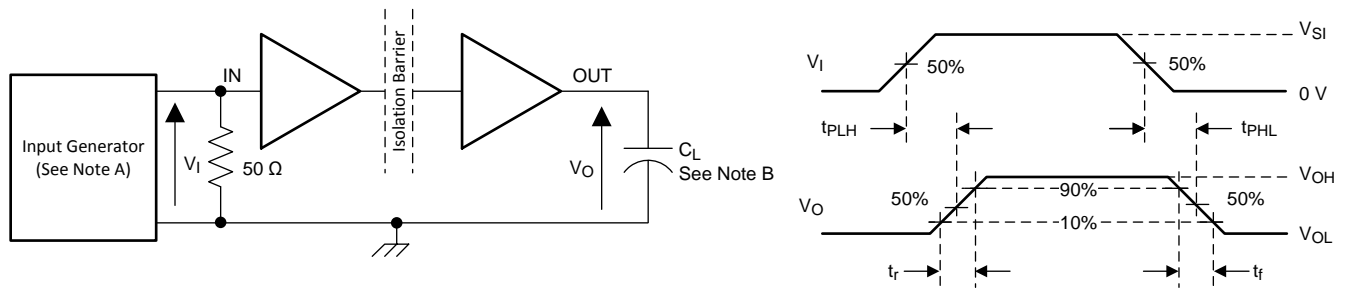 Input Generator
(See Note A)
IN
V_I
50 Ω
Isolation Barrier
OUT
V_O
C_L
See Note B
V_I
50%
50%
V_SI
0 V
t_PLH
t_PHL
V_O
50%
90%
10%
50%
V_OH
V_OL
t_r
t_f